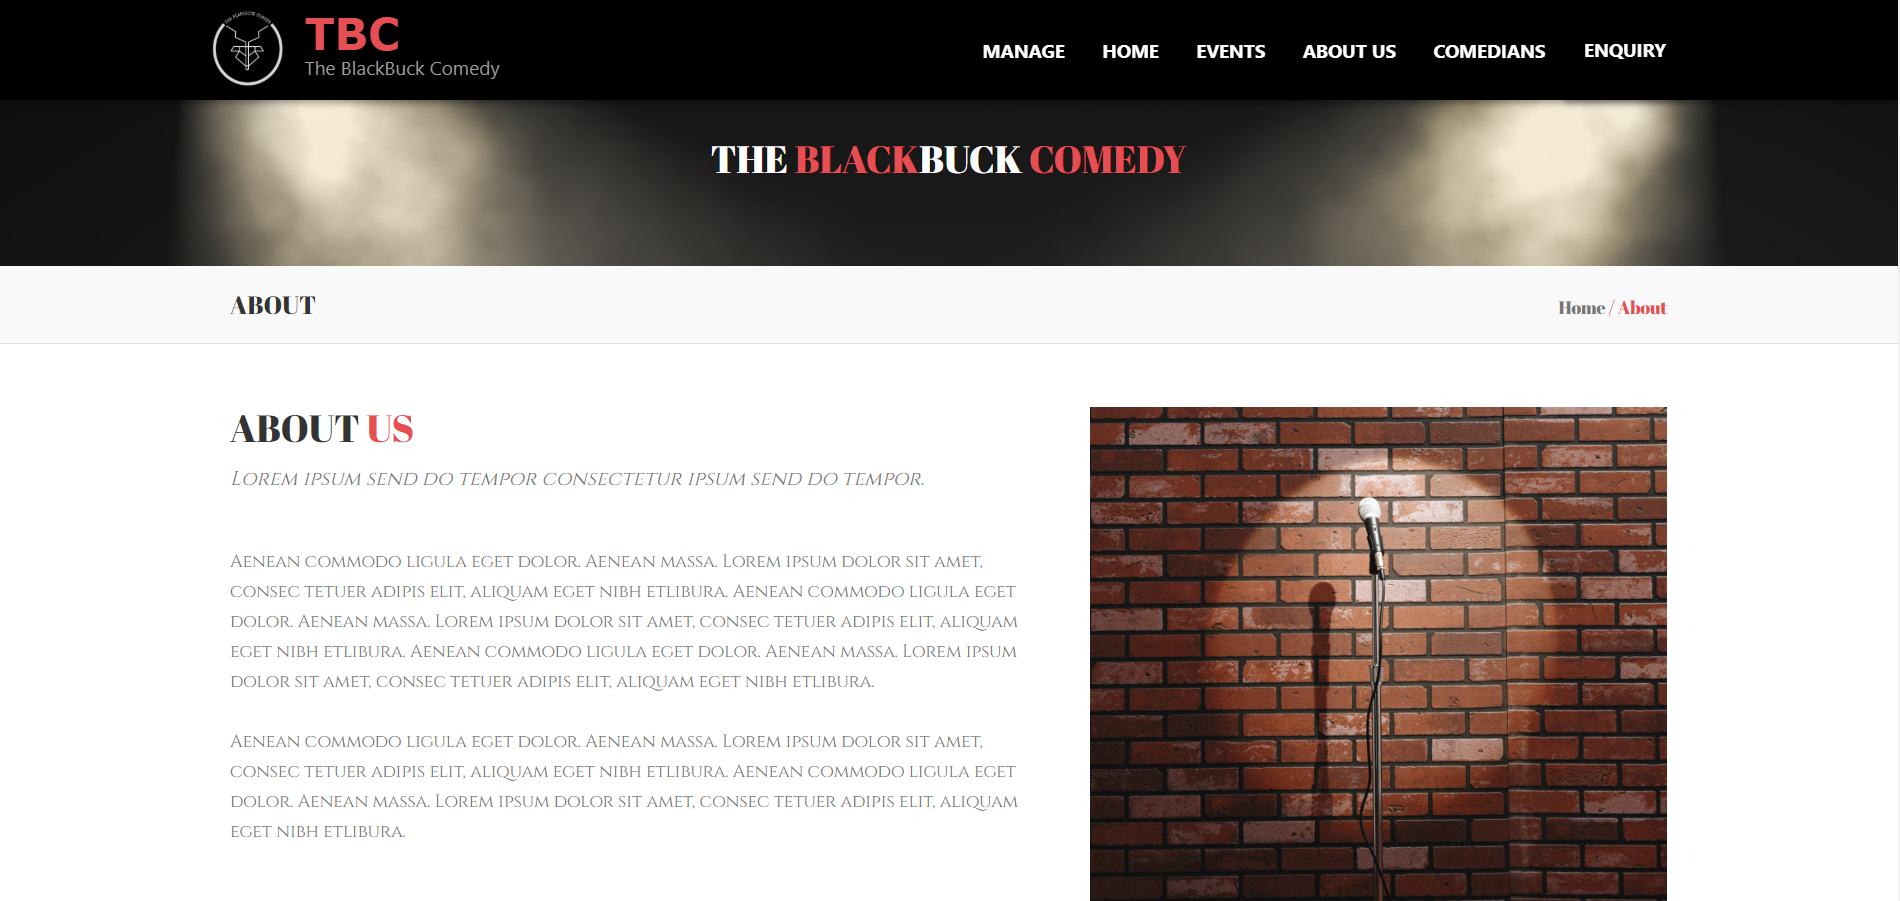 TBC
The BlackBuck Comedy
MANAGE HOME EVENTS ABOUT US COMEDIANS ENQUIRY
THE BLACKBUCK COMEDY
ABOUT
Home / About
ABOUT US
Lorem ipsum send do tempor consectetur ipsum send do tempor.
Aenean commodo ligula eget dolor. Aenean massa. Lorem ipsum dolor sit amet,
consec tetuer adipis elit, aliquam eget nibh etlibura. Aenean commodo ligula eget
dolor. Aenean massa. Lorem ipsum dolor sit amet, consec tetuer adipis elit, aliquam
eget nibh etlibura. Aenean commodo ligula eget dolor. Aenean massa. Lorem ipsum
dolor sit amet, consec tetuer adipis elit, aliquam eget nibh etlibura.
Aenean commodo ligula eget dolor. Aenean massa. Lorem ipsum dolor sit amet,
consec tetuer adipis elit, aliquam eget nibh etlibura. Aenean commodo ligula eget
dolor. Aenean massa. Lorem ipsum dolor sit amet, consec tetuer adipis elit, aliquam
eget nibh etlibura.